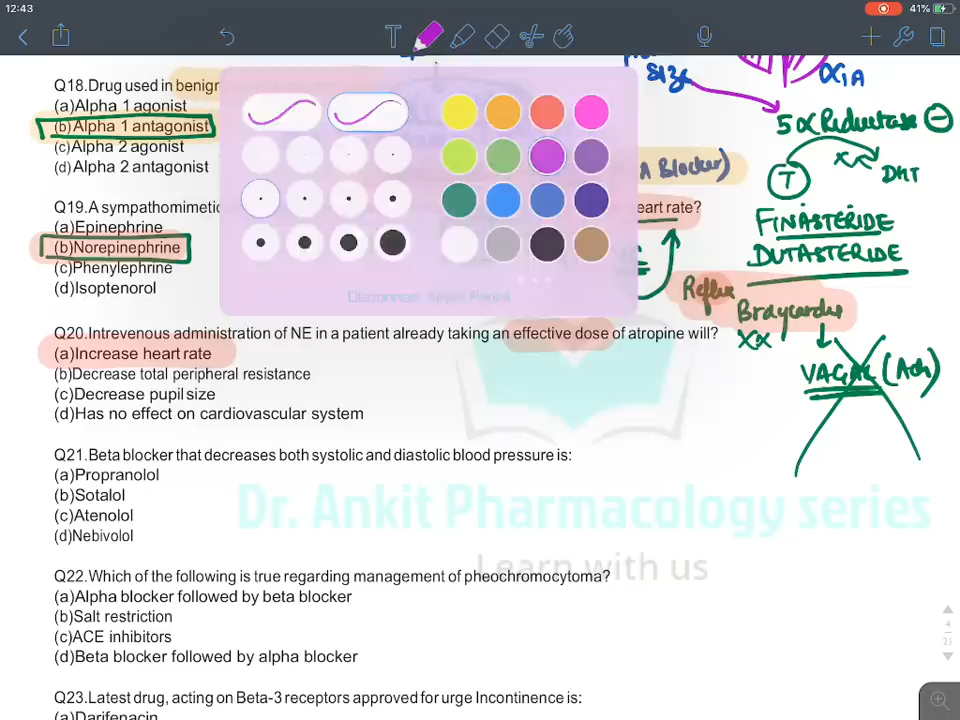 12:43
41%
Q18.Drug used in benign
size
α1A
(a)Alpha 1 agonist
(b)Alpha 1 antagonist
5α Reductase
(c)Alpha 2 agonist
(d)Alpha 2 antagonist
A Blocker)
T
DHT
Q19.A sympathomimetic
eart rate?
FINASTERIDE
(a)Epinephrine
(b)Norepinephrine
DUTASTERIDE
(c)Phenylephrine
(d)Isoptenorol
Reflex
Disconnect Apple Pencil
Braycardia
Q20.Intrevenous administration of NE in a patient already taking an effective dose of atropine will?
(a)Increase heart rate
(b)Decrease total peripheral resistance
VAGAL (Ach)
(c)Decrease pupil size
(d)Has no effect on cardiovascular system
Q21.Beta blocker that decreases both systolic and diastolic blood pressure is:
(a)Propranolol
(b)Sotalol
(c)Atenolol
(d)Nebivolol
Dr. Ankit Pharmacology series
Learn with us
Q22.Which of the following is true regarding management of pheochromocytoma?
(a)Alpha blocker followed by beta blocker
(b)Salt restriction
(c)ACE inhibitors
(d)Beta blocker followed by alpha blocker
4
21
Q23.Latest drug, acting on Beta-3 receptors approved for urge Incontinence is:
(a)Darifenacin